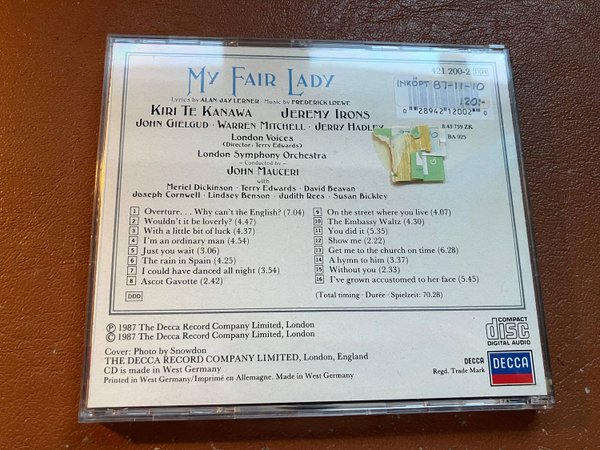 MY FAIR LADY
421 200-2
Lyrics by ALAN JAY LERNER · Music by FREDERICK LOEWE
INKÖPT 87-11-10
120:-
0 28942 12002 0
KIRI TE KANAWA JEREMY IRONS
JOHN GIELGUD · WARREN MITCHELL · JERRY HADLEY
8.43 759 ZK
BA 925
London Voices
(Director: Terry Edwards)
London Symphony Orchestra
– Conducted by –
JOHN MAUCERI
with
Meriel Dickinson · Terry Edwards · David Beavan
Joseph Cornwell · Lindsey Benson · Judith Rees · Susan Bickley
1 Overture. . . Why can't the English? (7.04)
2 Wouldn't it be loverly? (4.47)
3 With a little bit of luck (4.37)
4 I'm an ordinary man (4.54)
5 Just you wait (3.06)
6 The rain in Spain (4.25)
7 I could have danced all night (3.54)
8 Ascot Gavotte (2.42)
9 On the street where you live (4.07)
10 The Embassy Waltz (4.30)
11 You did it (5.35)
12 Show me (2.22)
13 Get me to the church on time (6.28)
14 A hymn to him (3.37)
15 Without you (2.33)
16 I've grown accustomed to her face (5.45)
DDD
(Total timing · Durée · Spielzeit: 70.28)
℗ 1987 The Decca Record Company Limited, London
© 1987 The Decca Record Company Limited, London
Cover: Photo by Snowdon
THE DECCA RECORD COMPANY LIMITED, London, England
CD is made in West Germany
Printed in West Germany/Imprimé en Allemagne. Made in West Germany
COMPACT
disc
DIGITAL AUDIO
DECCA
Regd. Trade Mark
DECCA